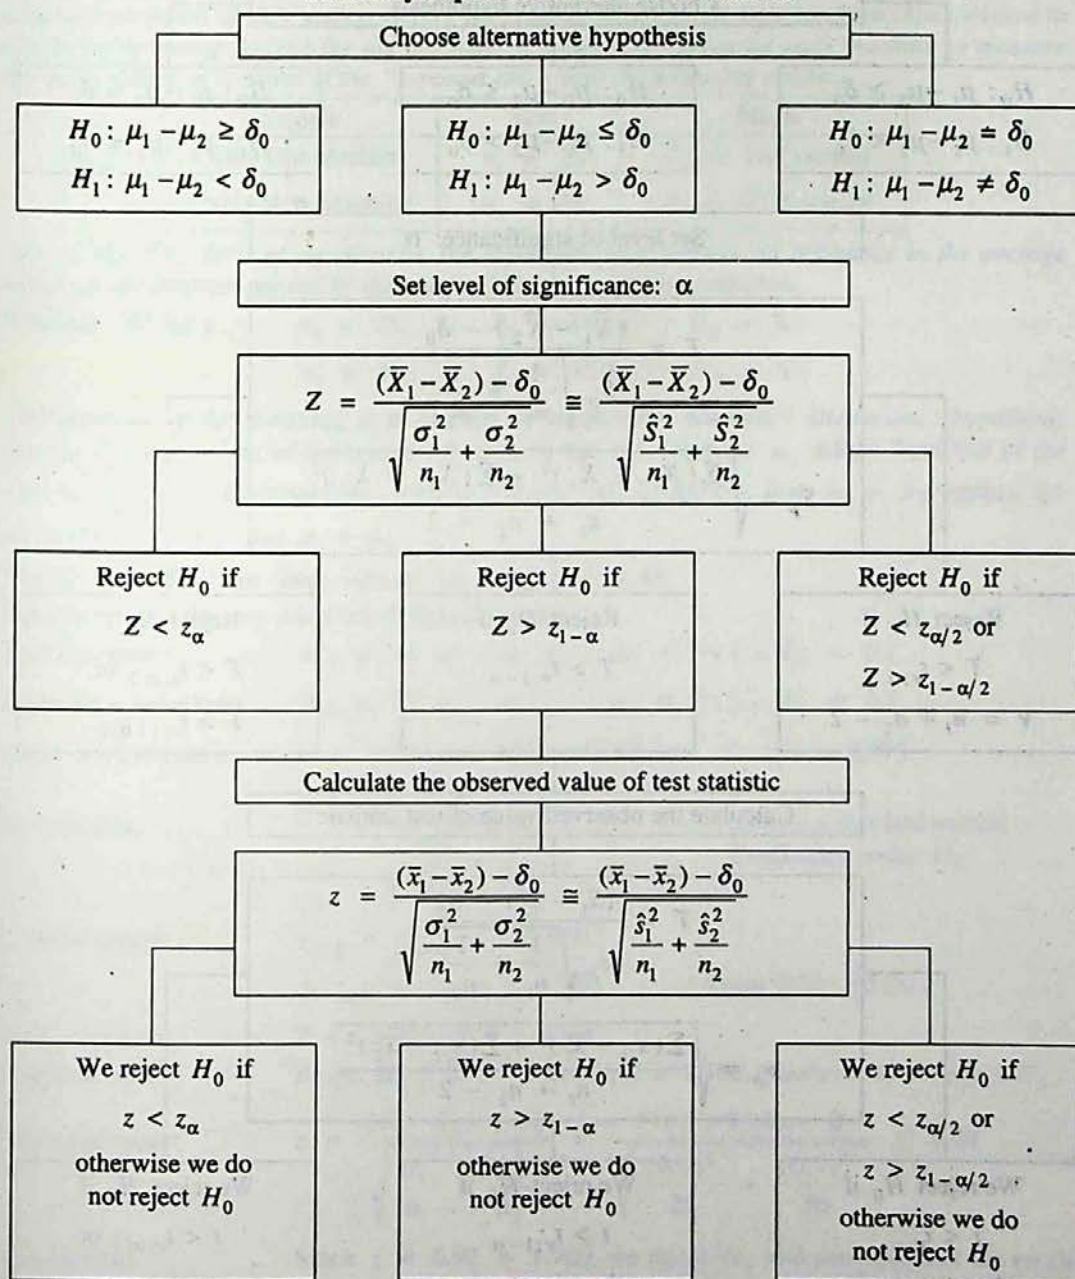 Choose alternative hypothesis
H₀: μ₁ − μ₂ ≥ δ₀
H₁: μ₁ − μ₂ < δ₀
H₀: μ₁ − μ₂ ≤ δ₀
H₁: μ₁ − μ₂ > δ₀
H₀: μ₁ − μ₂ = δ₀
H₁: μ₁ − μ₂ ≠ δ₀
Set level of significance: α
Z = ((X̄₁ − X̄₂) − δ₀) / √(σ₁²/n₁ + σ₂²/n₂) ≅ ((X̄₁ − X̄₂) − δ₀) / √(Ŝ₁²/n₁ + Ŝ₂²/n₂)
Reject H₀ if
Z < z_α
Reject H₀ if
Z > z_{1−α}
Reject H₀ if
Z < z_{α/2} or
Z > z_{1−α/2}
Calculate the observed value of test statistic
z = ((x̄₁ − x̄₂) − δ₀) / √(σ₁²/n₁ + σ₂²/n₂) ≅ ((x̄₁ − x̄₂) − δ₀) / √(ŝ₁²/n₁ + ŝ₂²/n₂)
We reject H₀ if
z < z_α
otherwise we do
not reject H₀
We reject H₀ if
z > z_{1−α}
otherwise we do
not reject H₀
We reject H₀ if
z < z_{α/2} or
z > z_{1−α/2}
otherwise we do
not reject H₀